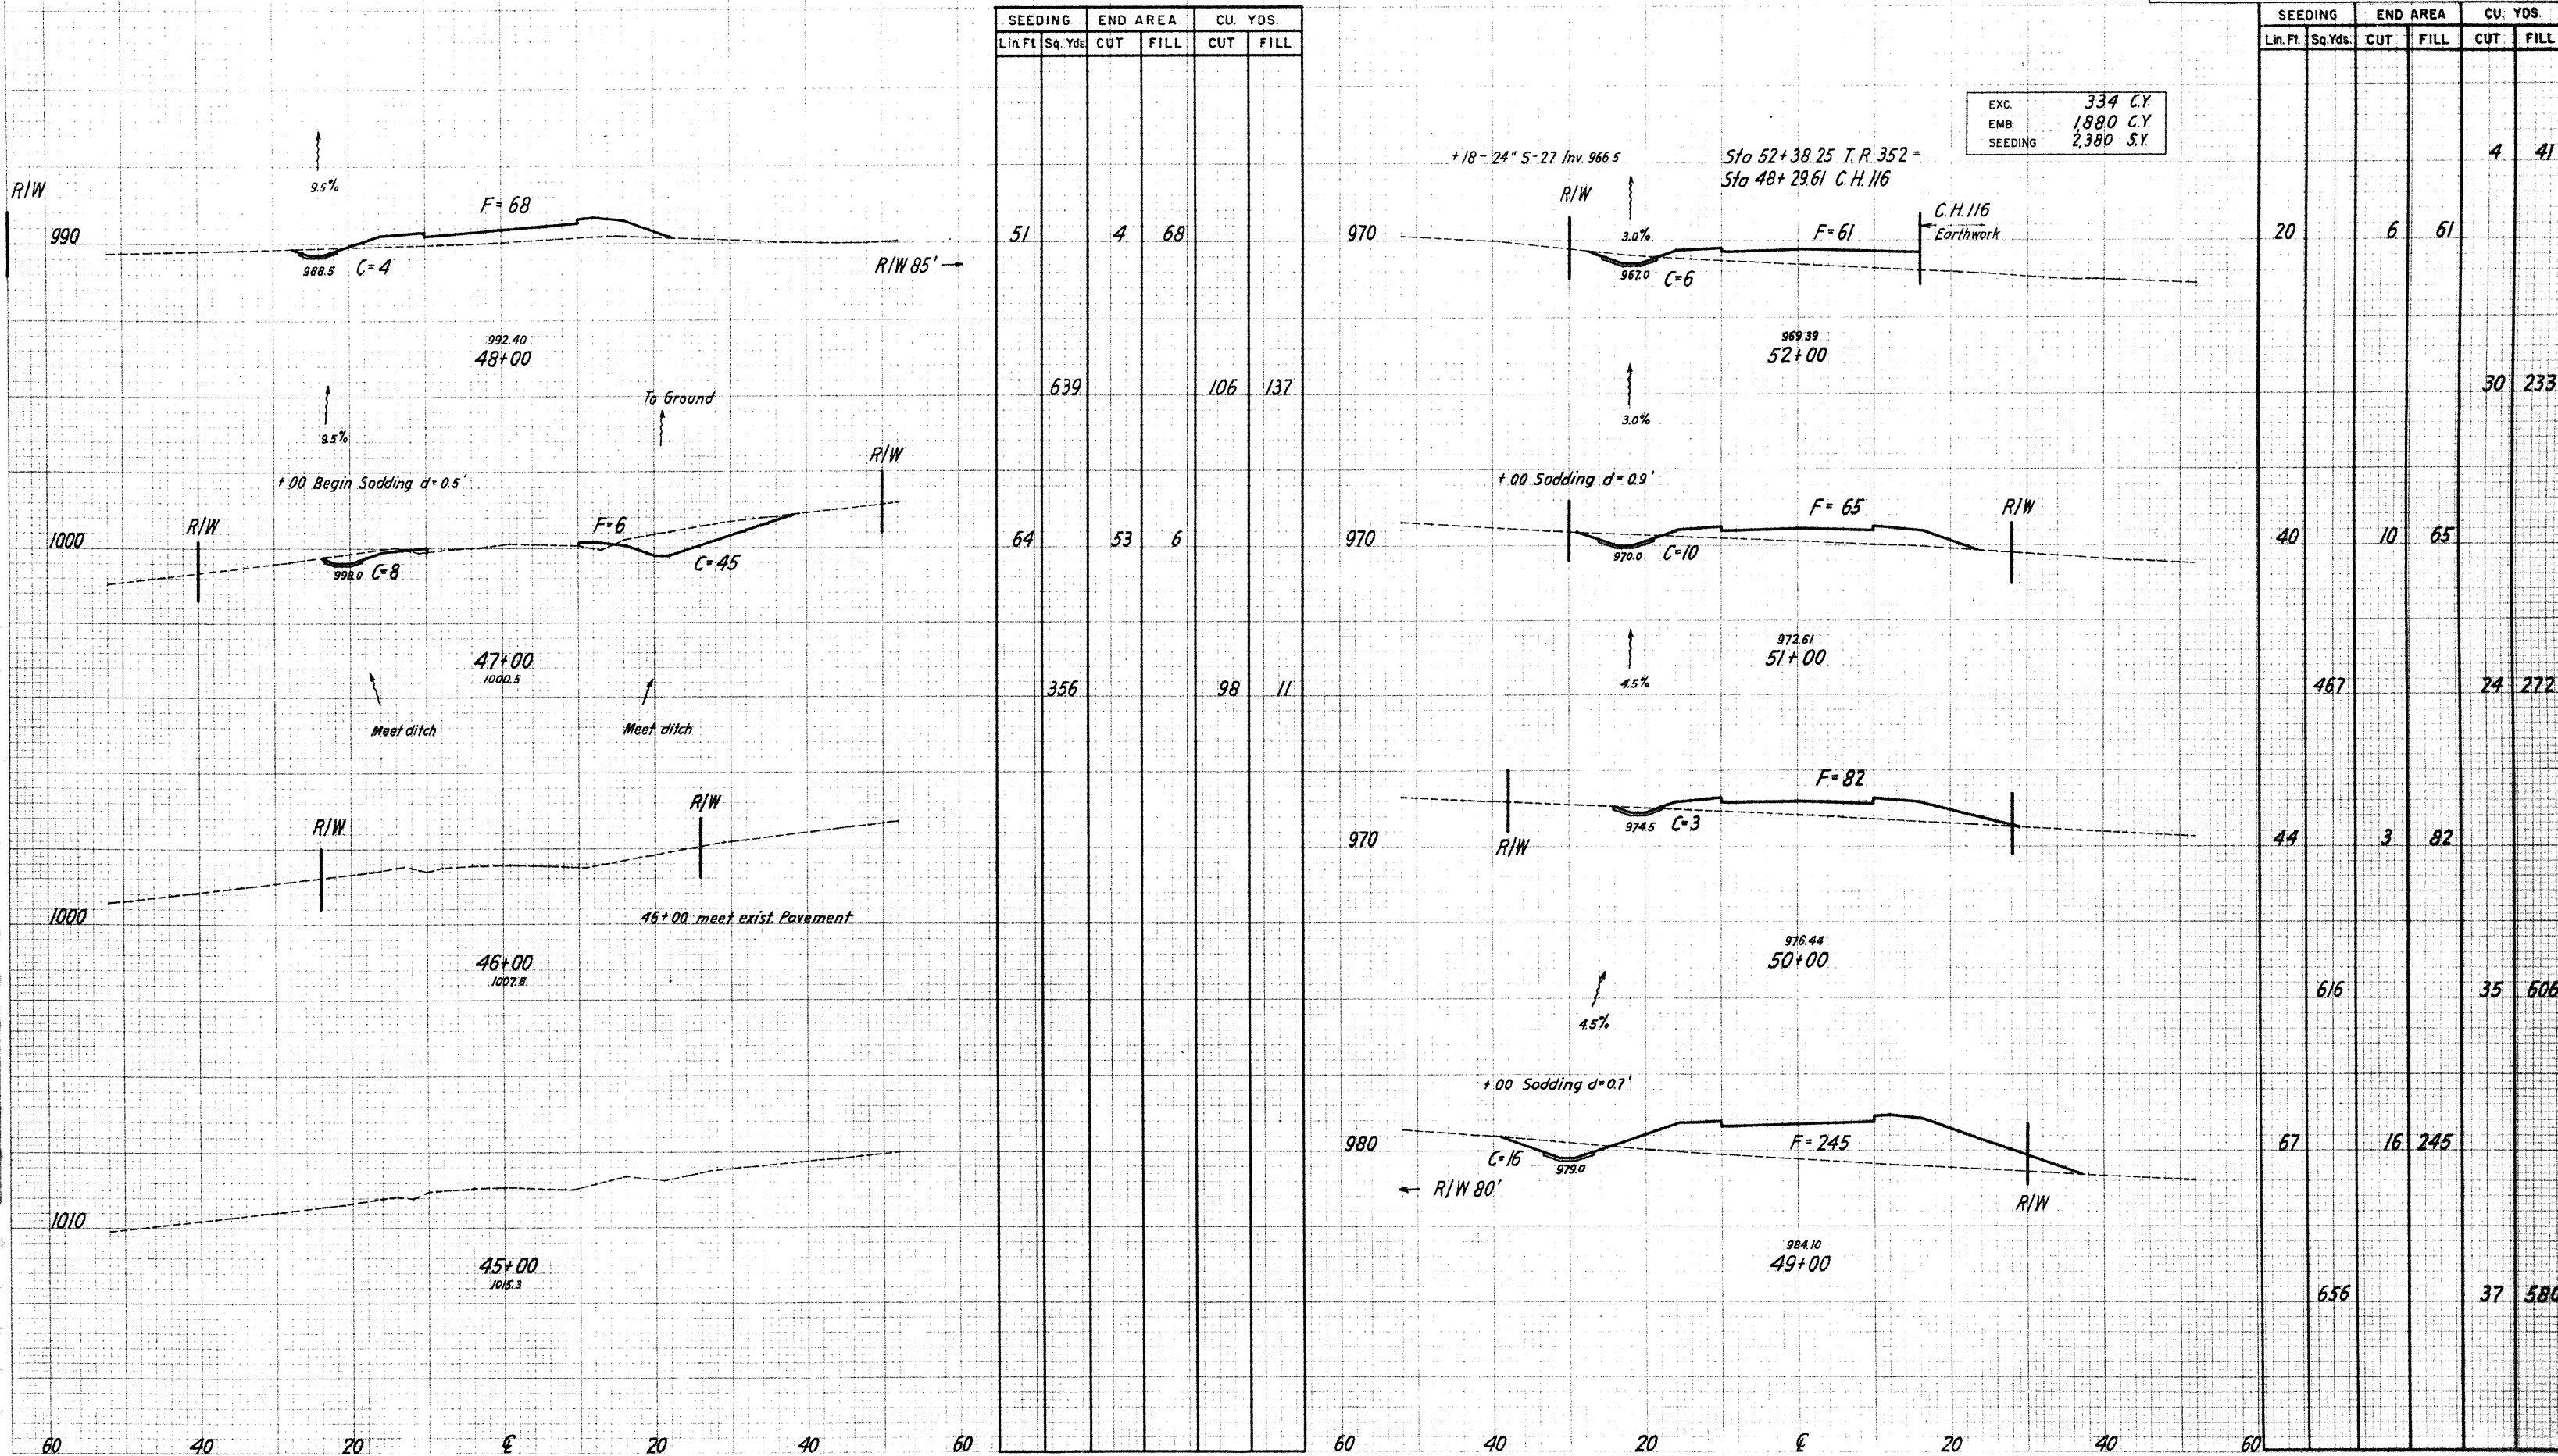 SEEDING END AREA CU. YDS.
Lin. Ft. Sq. Yds. CUT FILL CUT FILL
R/W
9.5%
F=68
990
988.5 C=4
R/W 85'
51 4 68
992.40
48+00
9.5%
To Ground
639 106 137
+00 Begin Sodding d=0.5'
R/W
R/W
F=6
1000
998.0 C=8
C=45
64 53 6
47+00
1000.5
Meet ditch
Meet ditch
356 98 11
R/W
R/W
1000
46+00 meet exist. Pavement
46+00
1007.8
1010
45+00
1015.3
60 40 20 ℄ 20 40 60
SEEDING END AREA CU. YDS.
Lin. Ft. Sq. Yds. CUT FILL CUT FILL
EXC. 334 C.Y.
EMB. 1,880 C.Y.
SEEDING 2,380 S.Y.
+18-24" S-27 Inv. 966.5
Sta 52+38.25 T.R 352 =
Sta 48+29.61 C.H. 116
4 41
R/W
C.H. 116
Earthwork
970
3.0%
F=61
967.0 C=6
20 6 61
969.39
52+00
3.0%
30 233
+00 Sodding d=0.9'
F=65
R/W
970
970.0 C=10
40 10 65
972.61
51+00
4.5%
467 24 272
F=82
974.5 C=3
970
R/W
44 3 82
976.44
50+00
4.5%
616 35 606
+00 Sodding d=0.7'
980
C=16
979.0
F=245
67 16 245
R/W 80'
R/W
984.10
49+00
656 37 580
60 40 20 ℄ 20 40 60